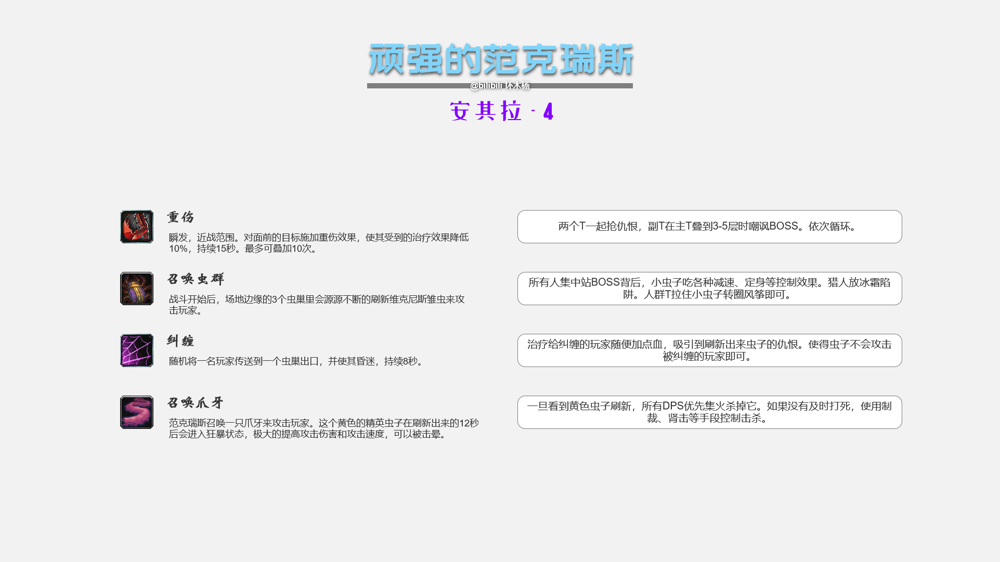 顽强的范克瑞斯
@bilibili 坏木杨
安其拉 - 4
重伤
瞬发，近战范围。对面前的目标施加重伤效果，使其受到的治疗效果降低
10%，持续15秒。最多可叠加10次。
两个T一起抢仇恨，副T在主T叠到3-5层时嘲讽BOSS。依次循环。
召唤虫群
战斗开始后，场地边缘的3个虫巢里会源源不断的刷新维克尼斯雏虫来攻
击玩家。
所有人集中站BOSS背后，小虫子吃各种减速、定身等控制效果。猎人放冰霜陷
阱。人群T拉住小虫子转圈风筝即可。
纠缠
随机将一名玩家传送到一个虫巢出口，并使其昏迷，持续8秒。
治疗给纠缠的玩家随便加点血，吸引到刷新出来虫子的仇恨。使得虫子不会攻击
被纠缠的玩家即可。
召唤爪牙
范克瑞斯召唤一只爪牙来攻击玩家。这个黄色的精英虫子在刷新出来的12秒
后会进入狂暴状态，极大的提高攻击伤害和攻击速度，可以被击晕。
一旦看到黄色虫子刷新，所有DPS优先集火杀掉它。如果没有及时打死，使用制
裁、肾击等手段控制击杀。